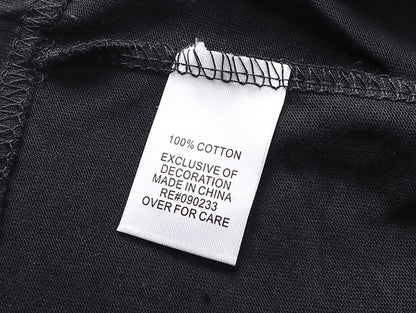 100% COTTON
EXCLUSIVE OF
DECORATION
MADE IN CHINA
RE#090233
OVER FOR CARE